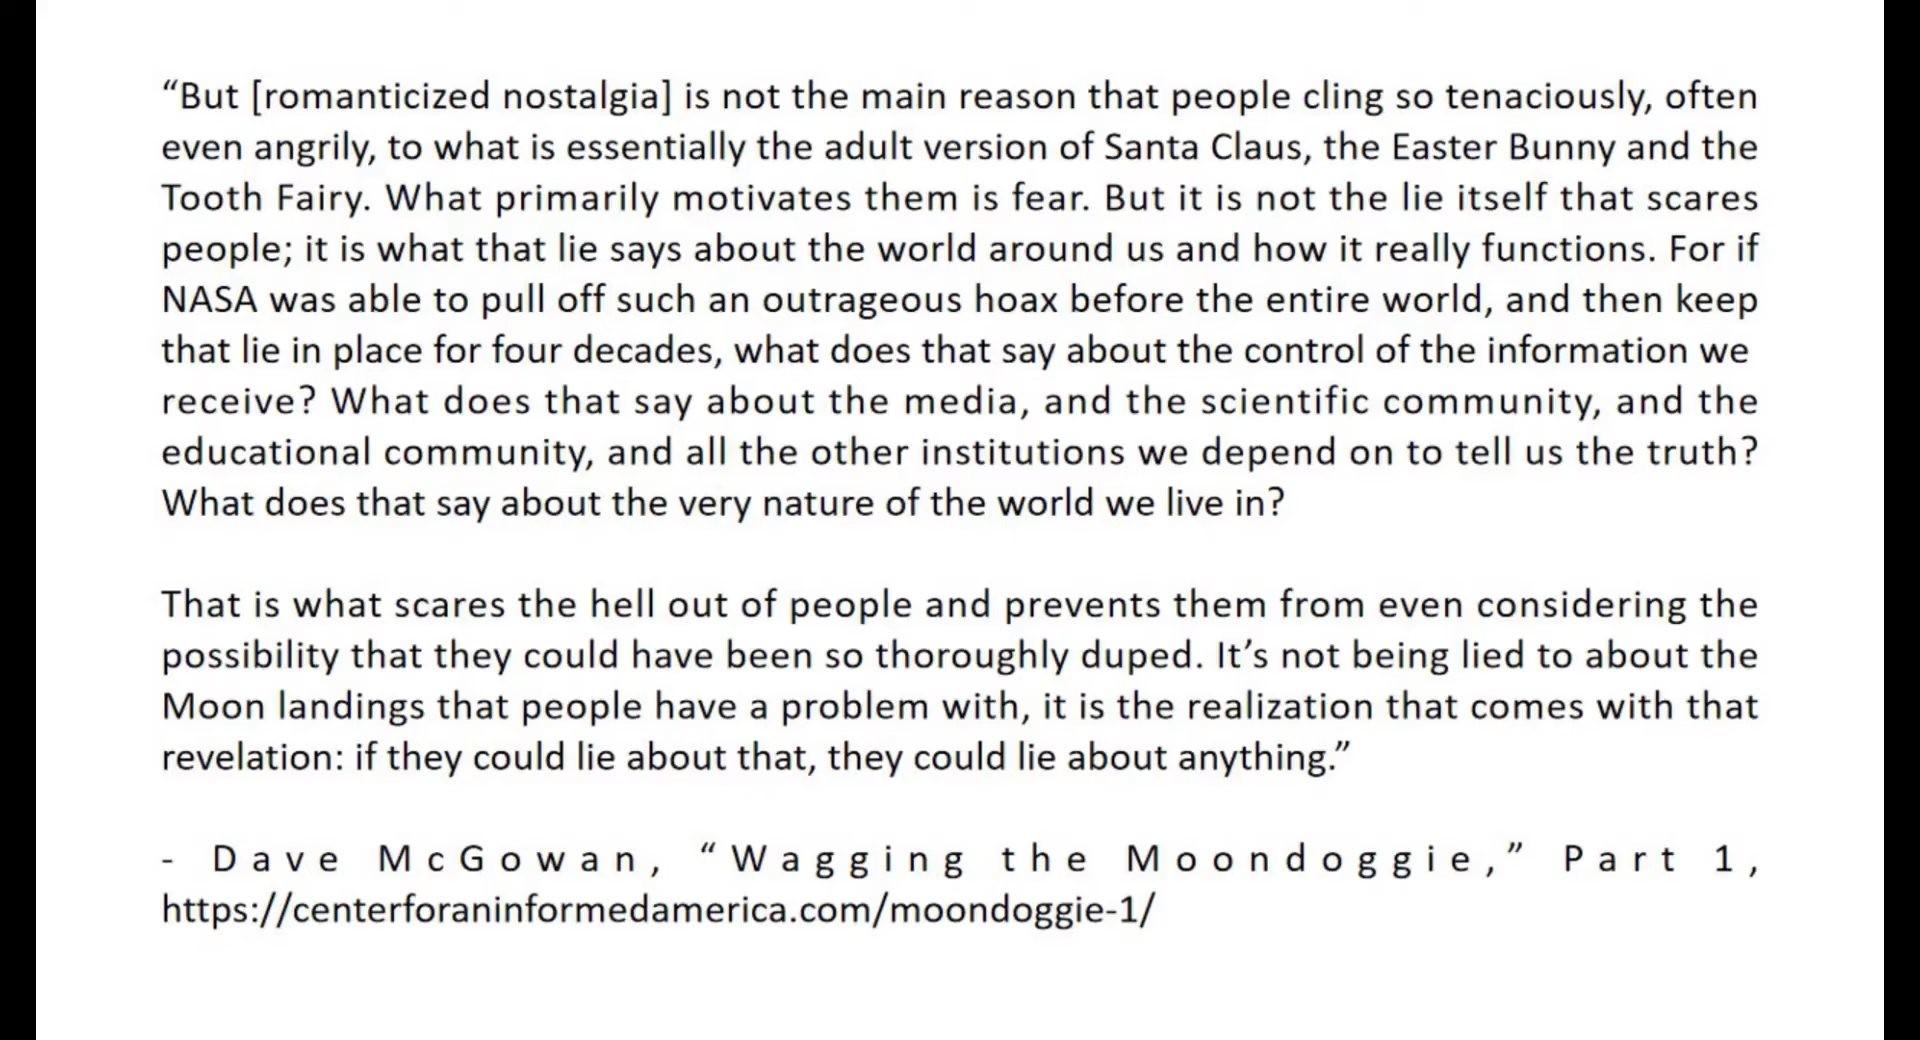 “But [romanticized nostalgia] is not the main reason that people cling so tenaciously, often
even angrily, to what is essentially the adult version of Santa Claus, the Easter Bunny and the
Tooth Fairy. What primarily motivates them is fear. But it is not the lie itself that scares
people; it is what that lie says about the world around us and how it really functions. For if
NASA was able to pull off such an outrageous hoax before the entire world, and then keep
that lie in place for four decades, what does that say about the control of the information we
receive? What does that say about the media, and the scientific community, and the
educational community, and all the other institutions we depend on to tell us the truth?
What does that say about the very nature of the world we live in?
That is what scares the hell out of people and prevents them from even considering the
possibility that they could have been so thoroughly duped. It’s not being lied to about the
Moon landings that people have a problem with, it is the realization that comes with that
revelation: if they could lie about that, they could lie about anything.”
- Dave McGowan, “Wagging the Moondoggie,” Part 1,
https://centerforaninformedamerica.com/moondoggie-1/